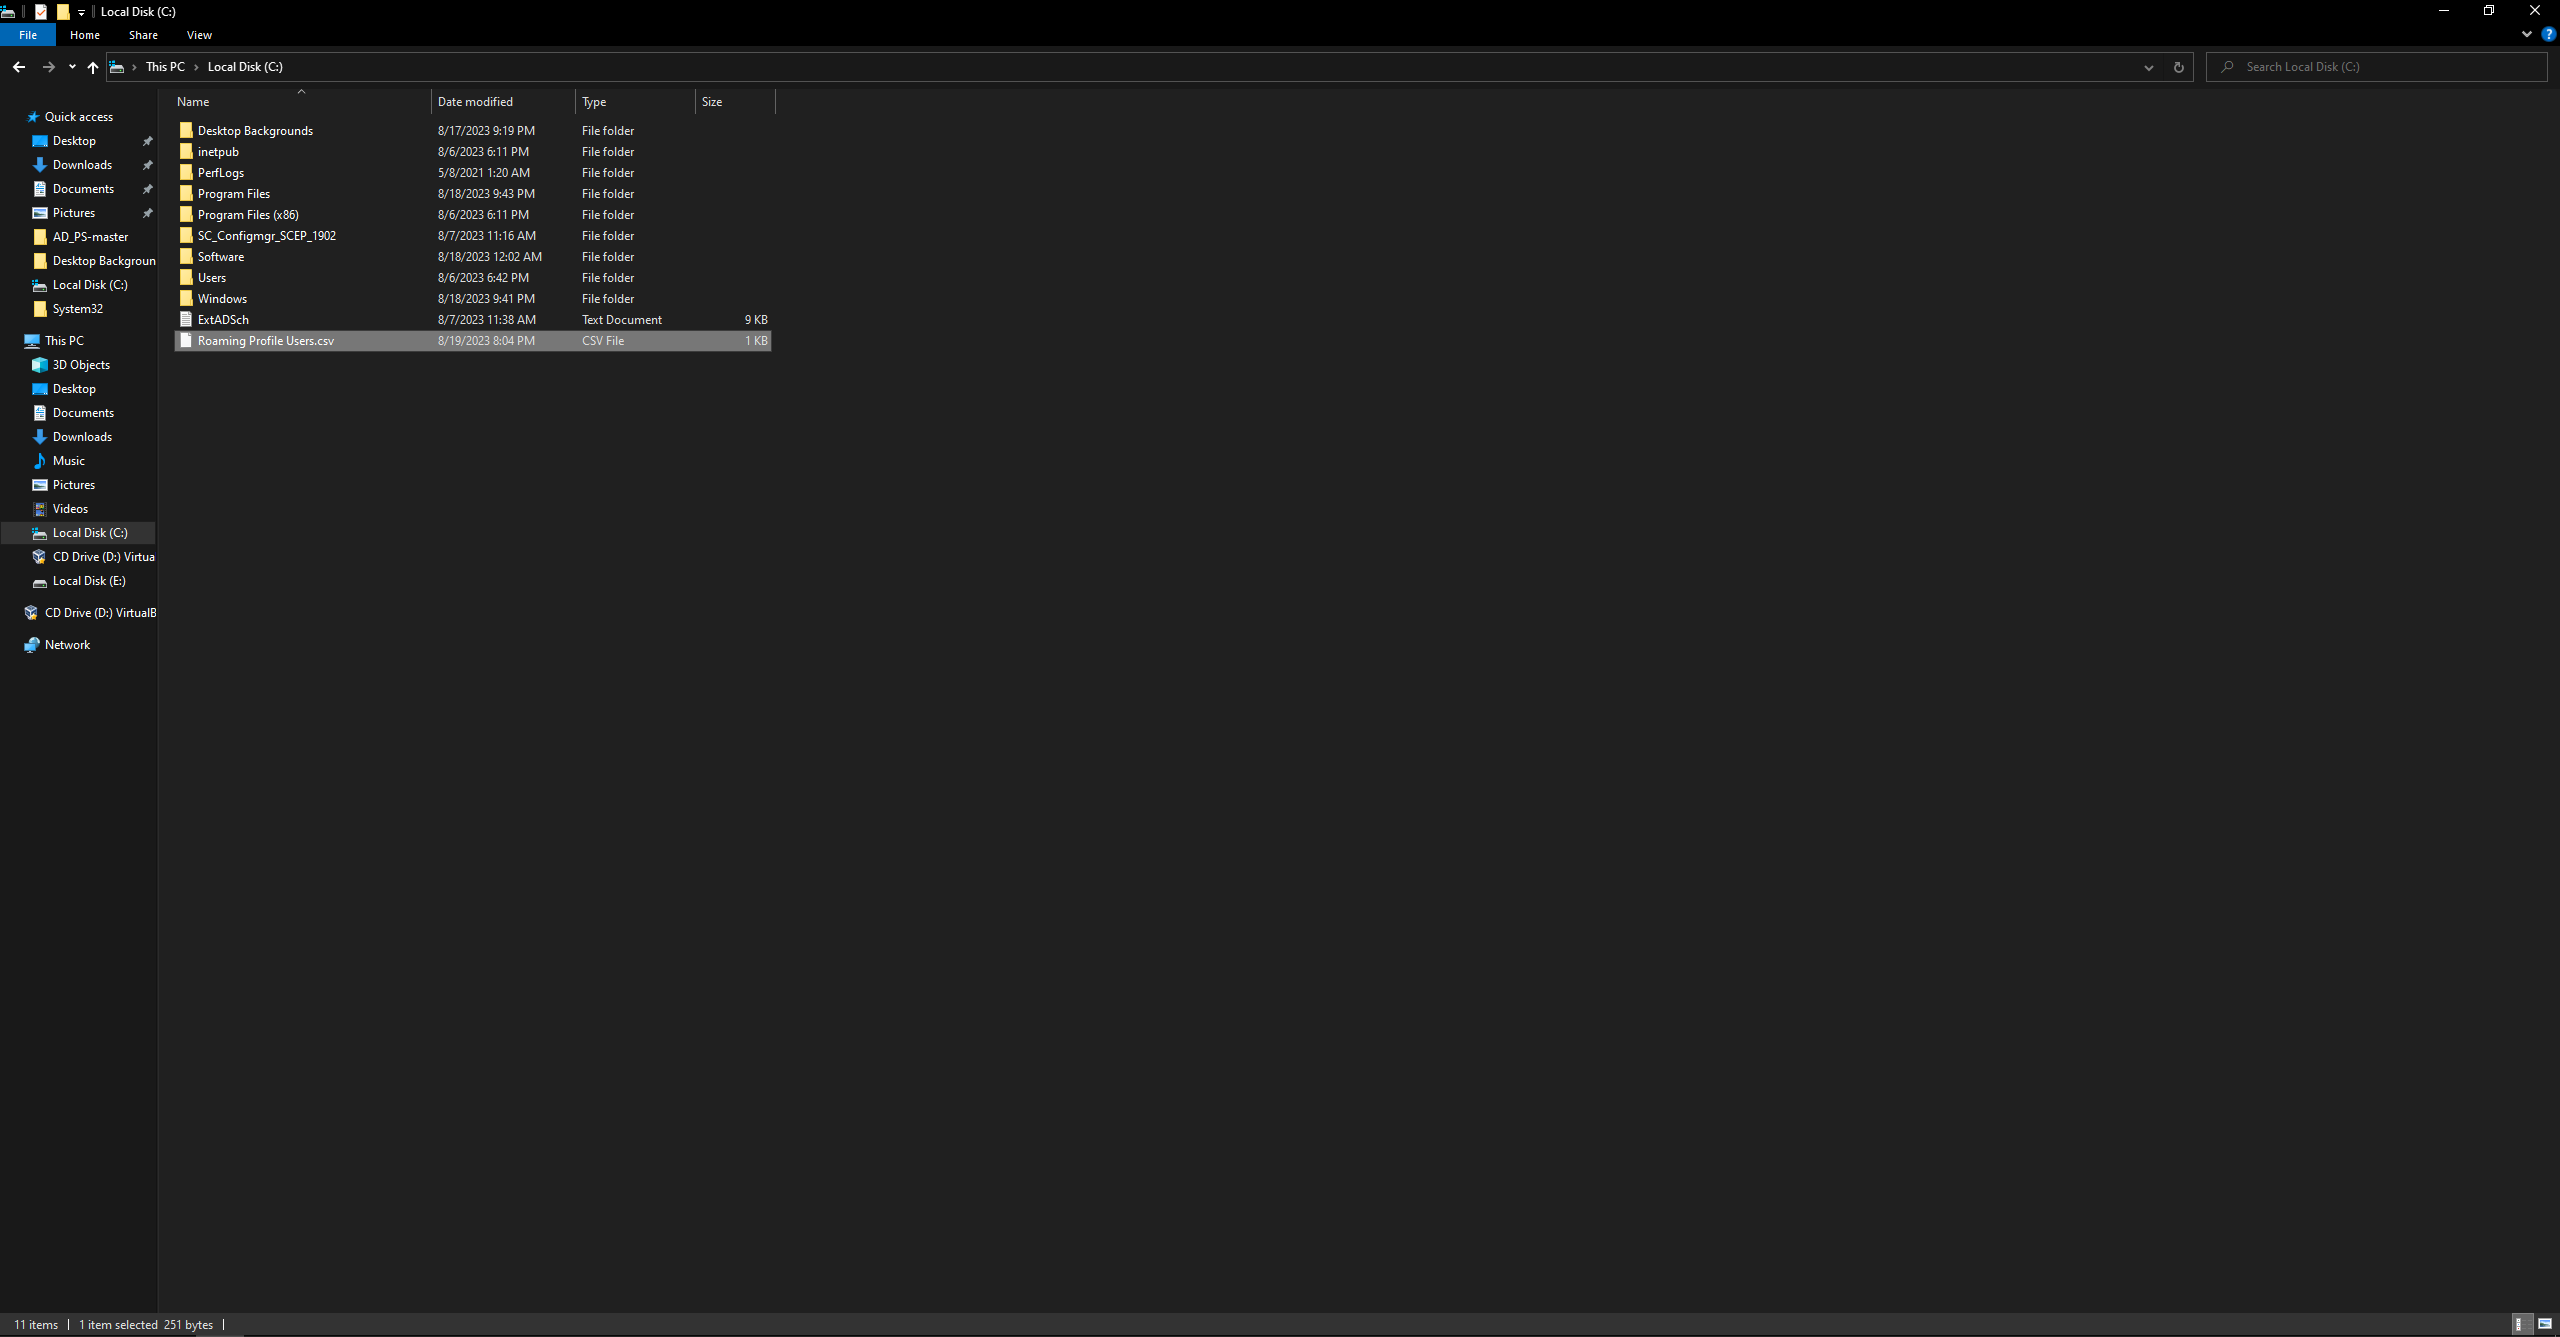 Local Disk (C:)
File Home Share View
This PC Local Disk (C:) Search Local Disk (C:)
Name Date modified Type Size
Quick access
Desktop
Downloads
Documents
Pictures
AD_PS-master
Desktop Backgroun
Local Disk (C:)
System32
This PC
3D Objects
Desktop
Documents
Downloads
Music
Pictures
Videos
Local Disk (C:)
CD Drive (D:) Virtua
Local Disk (E:)
CD Drive (D:) VirtualB
Network
Desktop Backgrounds 8/17/2023 9:19 PM File folder
inetpub 8/6/2023 6:11 PM File folder
PerfLogs 5/8/2021 1:20 AM File folder
Program Files 8/18/2023 9:43 PM File folder
Program Files (x86) 8/6/2023 6:11 PM File folder
SC_Configmgr_SCEP_1902 8/7/2023 11:16 AM File folder
Software 8/18/2023 12:02 AM File folder
Users 8/6/2023 6:42 PM File folder
Windows 8/18/2023 9:41 PM File folder
ExtADSch 8/7/2023 11:38 AM Text Document 9 KB
Roaming Profile Users.csv 8/19/2023 8:04 PM CSV File 1 KB
11 items 1 item selected 251 bytes